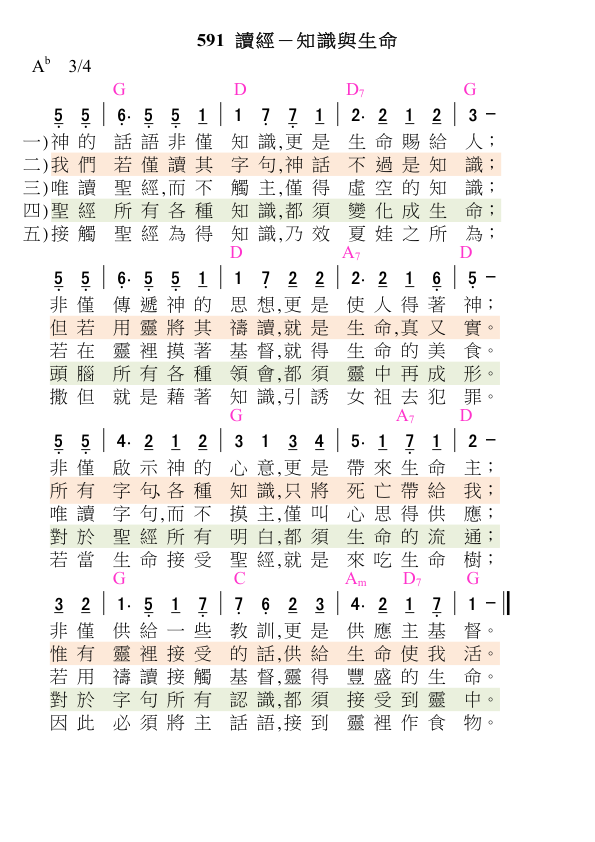 591 讀經－知識與生命
A♭ 3/4
G D D7 G
5 5 | 6· 5 5 1 | 1 7 7 1 | 2· 2 1 2 | 3 －
一)神的 話語非僅 知識,更是 生命賜給 人；
二)我們 若僅讀其 字句,神話 不過是知 識；
三)唯讀 聖經,而不 觸主,僅得 虛空的知 識；
四)聖經 所有各種 知識,都須 變化成生 命；
五)接觸 聖經為得 知識,乃效 夏娃之所 為；
D A7 D
5 5 | 6· 5 5 1 | 1 7 2 2 | 2· 2 1 6 | 5 －
非僅 傳遞神的 思想,更是 使人得著 神；
但若 用靈將其 禱讀,就是 生命,真又 實。
若在 靈裡摸著 基督,就得 生命的美 食。
頭腦 所有各種 領會,都須 靈中再成 形。
撒但 就是藉著 知識,引誘 女祖去犯 罪。
G A7 D
5 5 | 4· 2 1 2 | 3 1 3 4 | 5· 1 7 1 | 2 －
非僅 啟示神的 心意,更是 帶來生命 主；
所有 字句、各種 知識,只將 死亡帶給 我；
唯讀 字句,而不 摸主,僅叫 心思得供 應；
對於 聖經所有 明白,都須 生命的流 通；
若當 生命接受 聖經,就是 來吃生命 樹；
G C Am D7 G
3 2 | 1· 5 1 7 | 7 6 2 3 | 4· 2 1 7 | 1 －
非僅 供給一些 教訓,更是 供應主基 督。
惟有 靈裡接受 的話,供給 生命使我 活。
若用 禱讀接觸 基督,靈得 豐盛的生 命。
對於 字句所有 認識,都須 接受到靈 中。
因此 必須將主 話語,接到 靈裡作食 物。